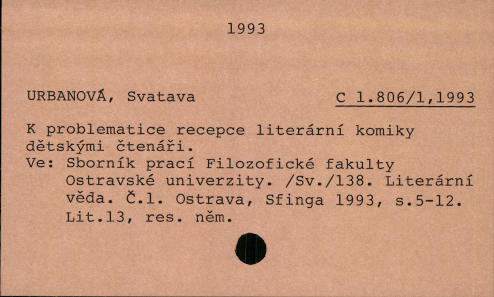 1993
URBANOVÁ, Svatava
C 1.806/1,1993
K problematice recepce literární komiky
dětskými čtenáři.
Ve: Sborník prací Filozofické fakulty
Ostravské univerzity. /Sv./138. Literární
věda. Č.1. Ostrava, Sfinga 1993, s.5-12.
Lit.13, res. něm.